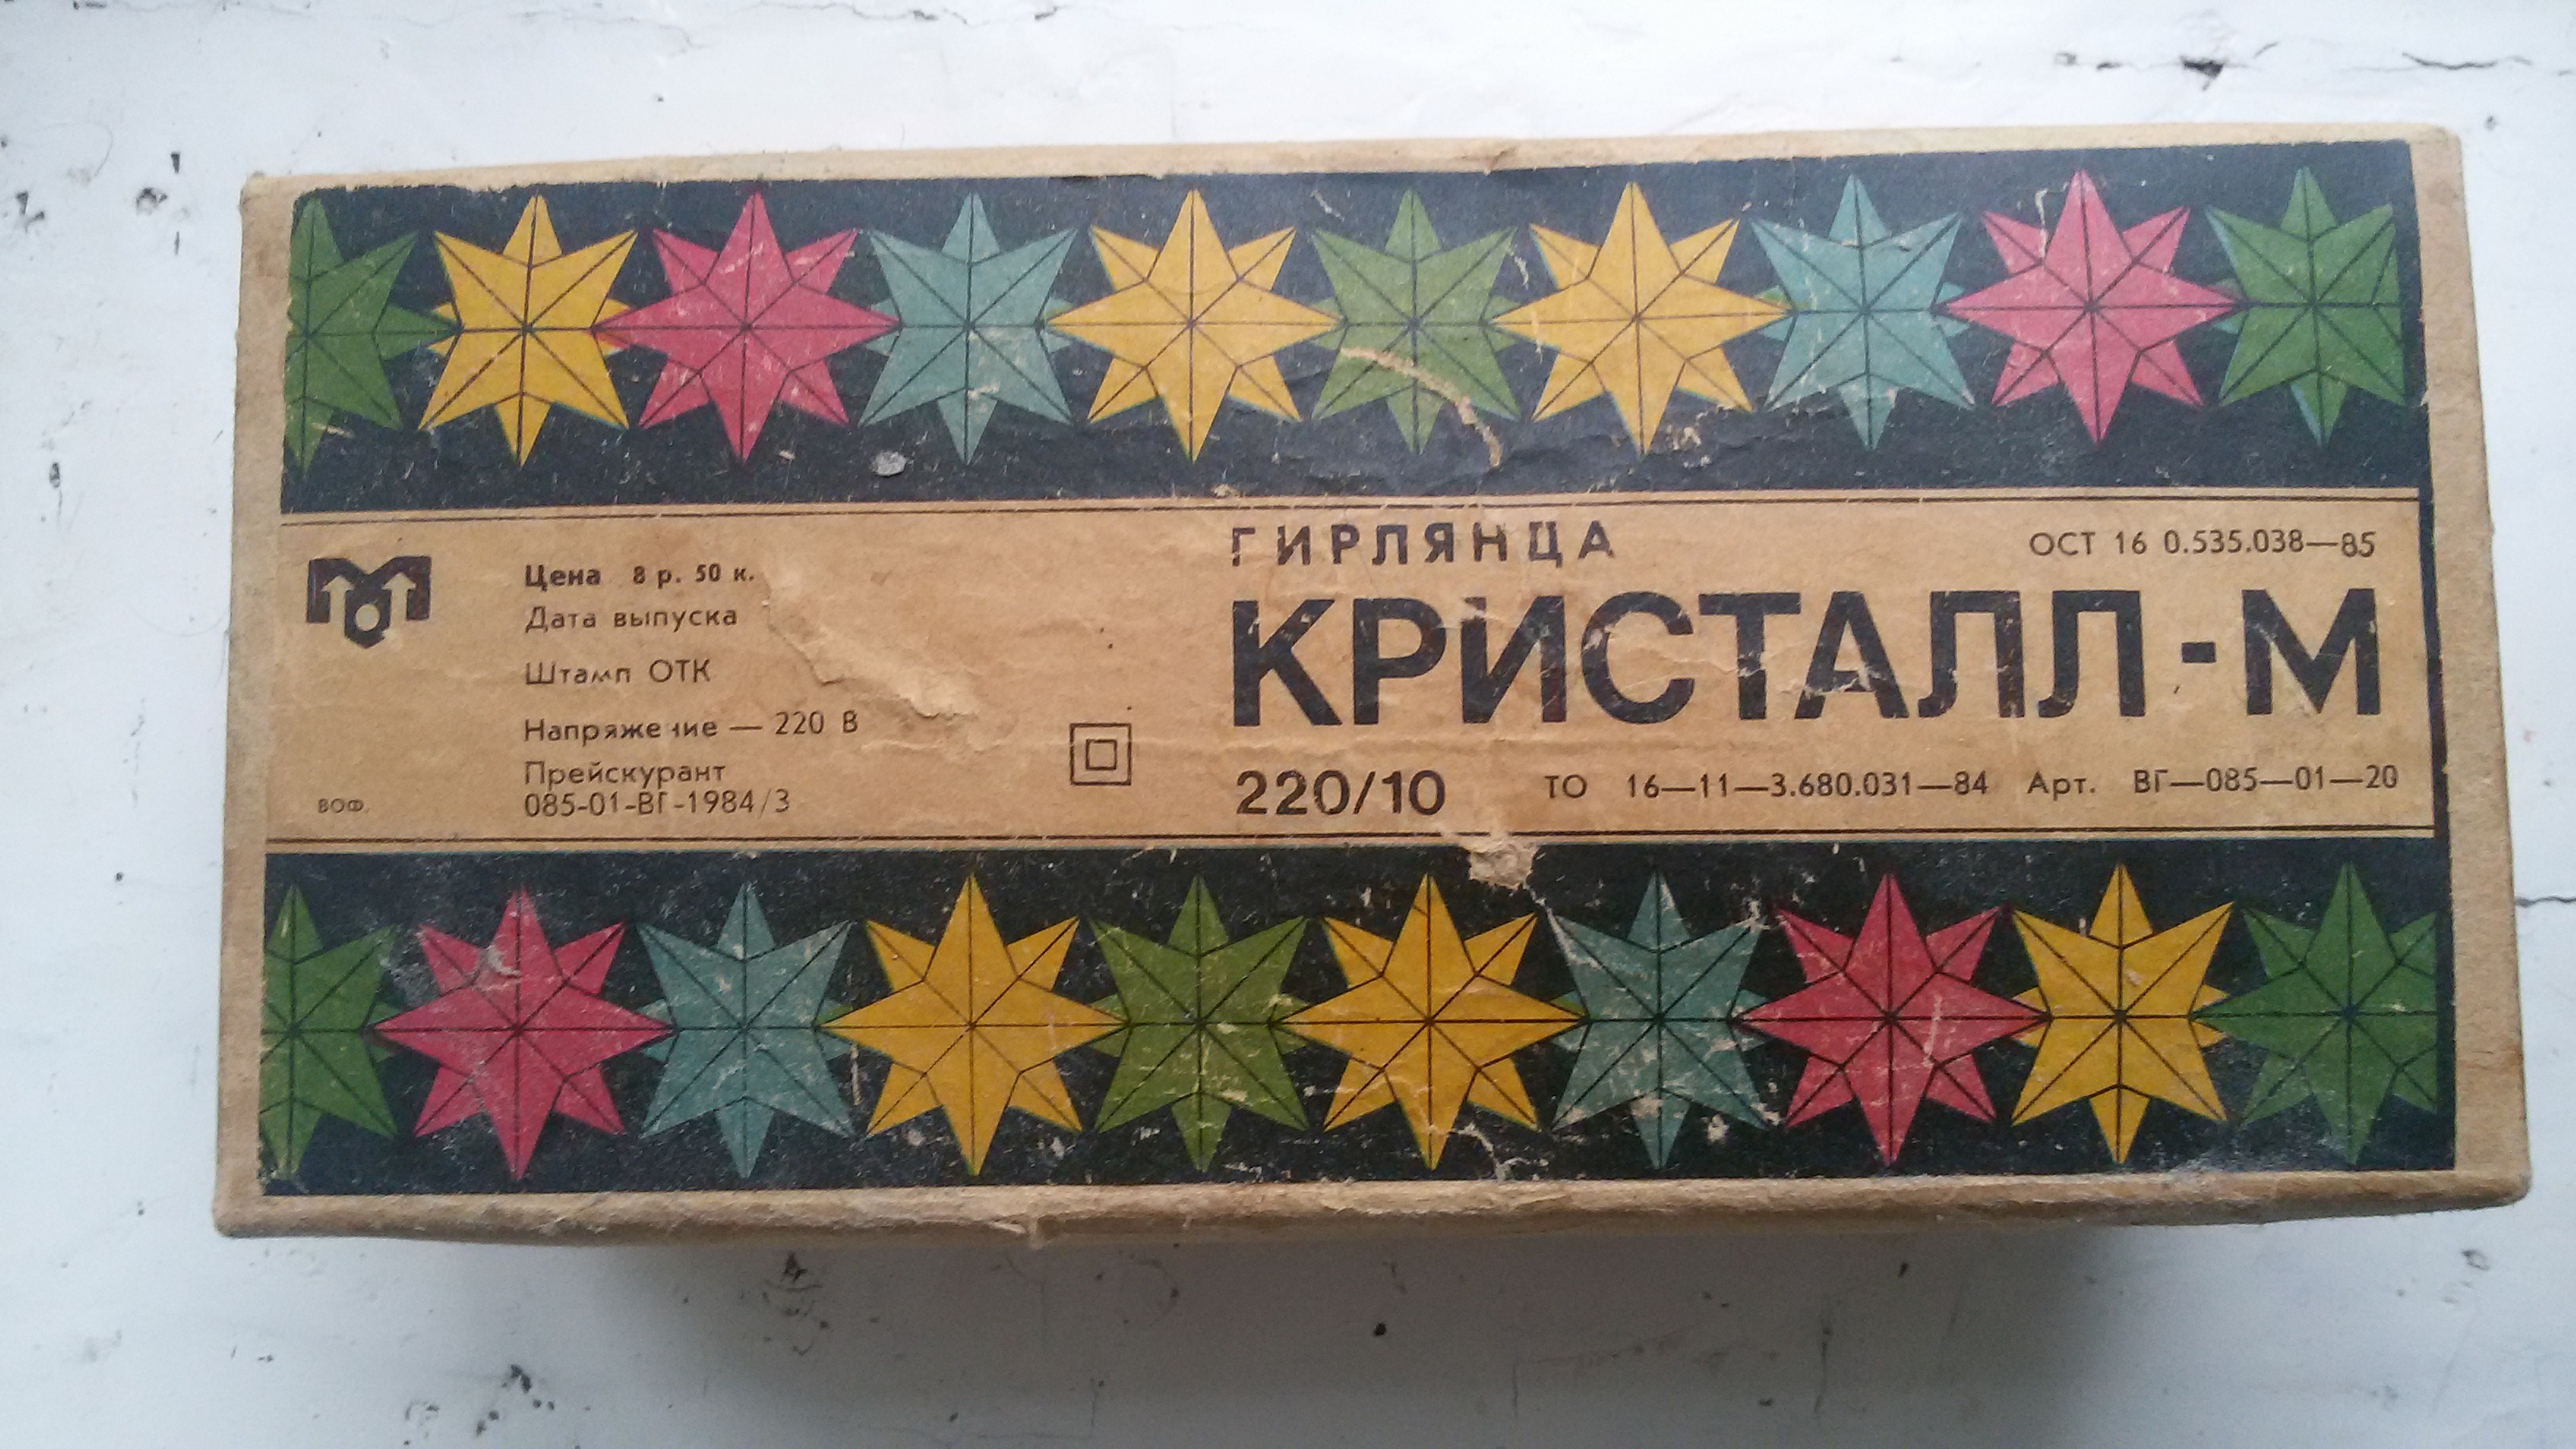 Цена 8 р. 50 к.
Дата выпуска
Штамп ОТК
Напряжение — 220 В
Прейскурант
085-01-ВГ-1984/3
ВОФ.
ГИРЛЯНЦА
ОСТ 16 0.535.038—85
КРИСТАЛЛ-М
220/10 ТО 16—11—3.680.031—84 Арт. ВГ—085—01—20